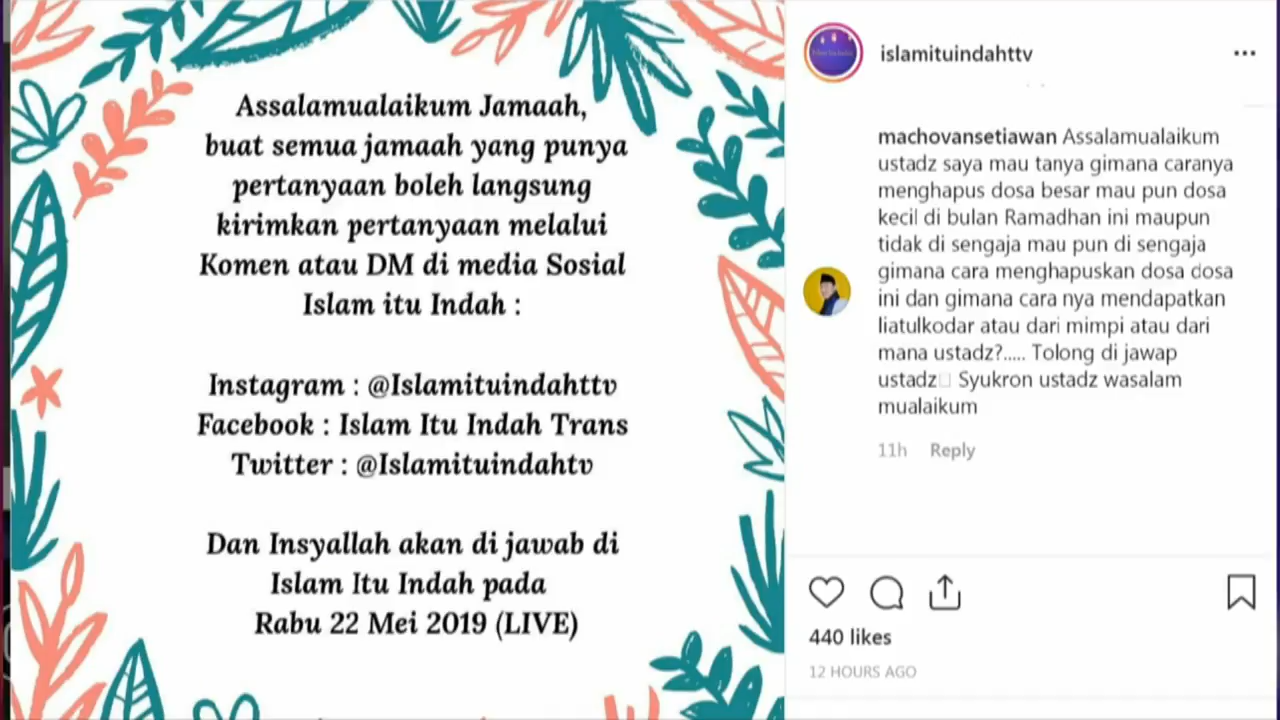 Assalamualaikum Jamaah,
buat semua jamaah yang punya
pertanyaan boleh langsung
kirimkan pertanyaan melalui
Komen atau DM di media Sosial
Islam itu Indah :
Instagram : @Islamituindahttv
Facebook : Islam Itu Indah Trans
Twitter : @Islamituindahtv
Dan Insyallah akan di jawab di
Islam Itu Indah pada
Rabu 22 Mei 2019 (LIVE)
islamituindahttv
machovansetiawan Assalamualaikum
ustadz saya mau tanya gimana caranya
menghapus dosa besar mau pun dosa
kecil di bulan Ramadhan ini maupun
tidak di sengaja mau pun di sengaja
gimana cara menghapuskan dosa dosa
ini dan gimana cara nya mendapatkan
liatulkodar atau dari mimpi atau dari
mana ustadz?..... Tolong di jawap
ustadz Syukron ustadz wasalam
mualaikum
11h Reply
440 likes
12 HOURS AGO